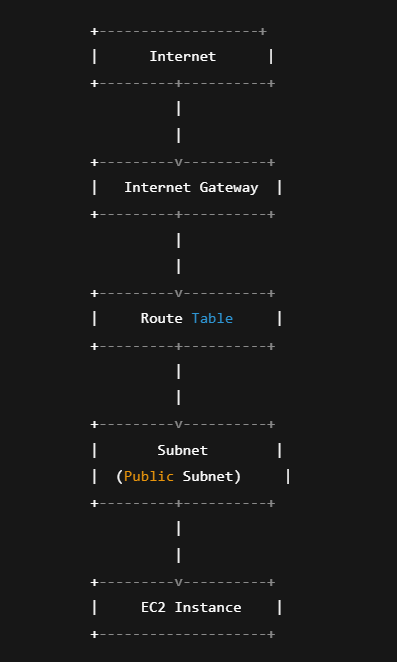 +-------------------+
|      Internet      |
+---------+----------+
|
|
+---------v----------+
|   Internet Gateway  |
+---------+----------+
|
|
+---------v----------+
|     Route Table     |
+---------+----------+
|
|
+---------v----------+
|       Subnet        |
|  (Public Subnet)     |
+---------+----------+
|
|
+---------v----------+
|     EC2 Instance    |
+--------------------+